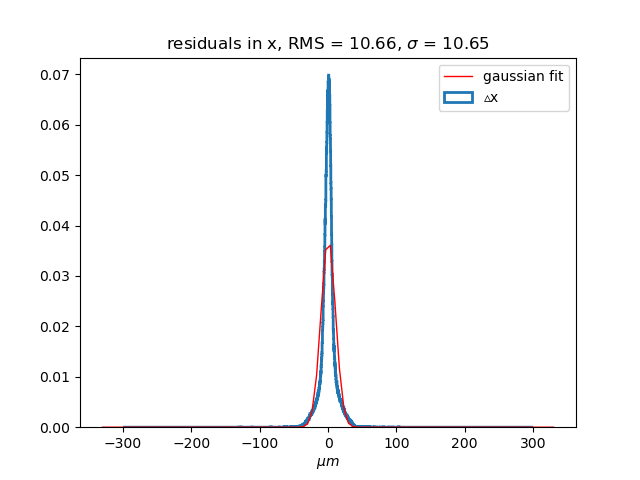 residuals in x, RMS = 10.66, σ = 10.65
0.07
0.06
0.05
0.04
0.03
0.02
0.01
0.00
−300 −200 −100 0 100 200 300
μm
gaussian fit
△x